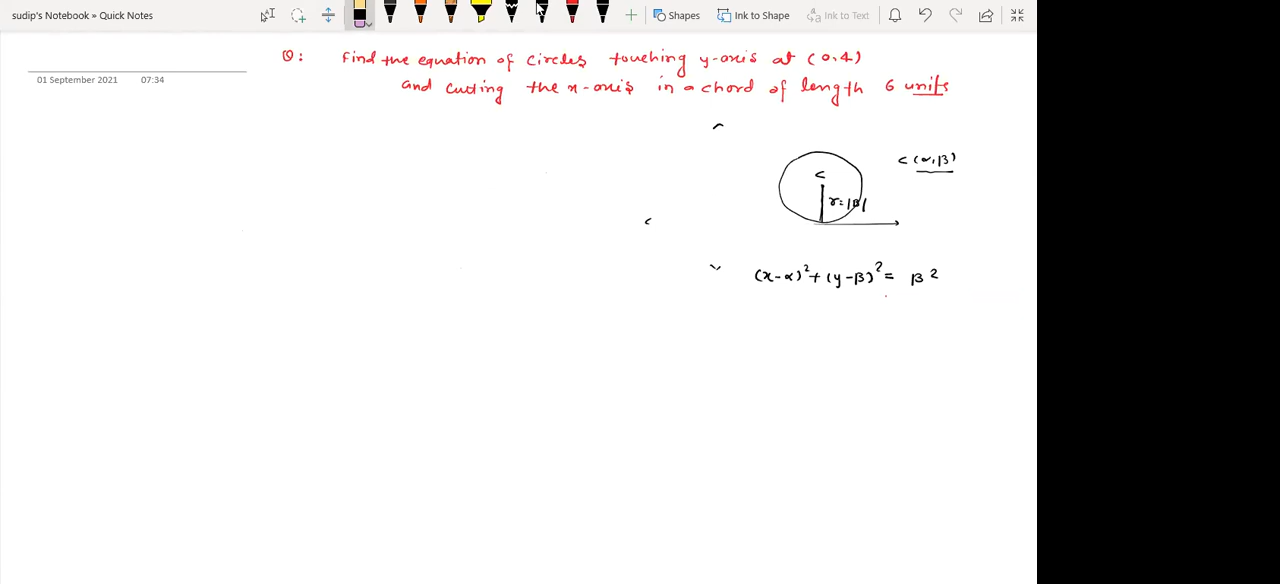 sudip's Notebook » Quick Notes
Shapes
Ink to Shape
Ink to Text
01 September 2021 07:34
Q: Find the equation of circles touching y-axis at (0,4)
and cutting the x-axis in a chord of length 6 units
C (α,β)
C
r=|β|
(x-α)²+(y-β)²= β²